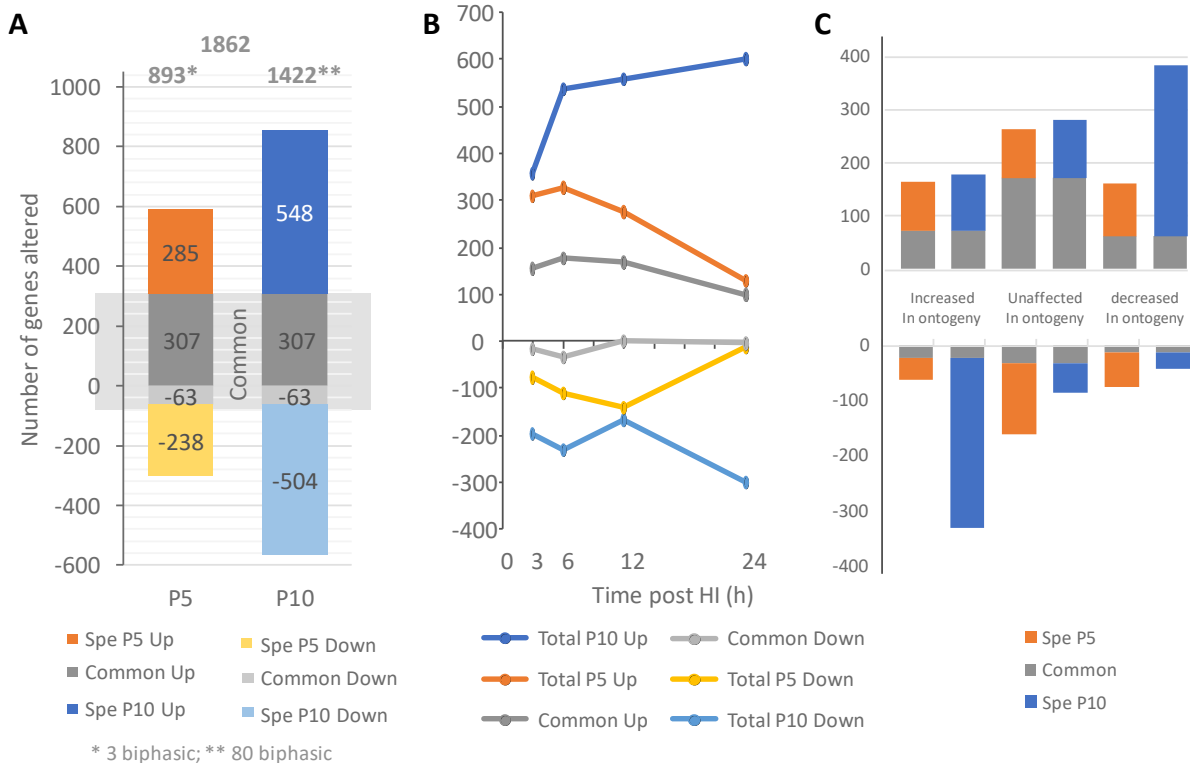 A
1862
893*
1422**
Number of genes altered
1000
800
600
400
200
0
-200
-400
-600
285
307
-63
-238
Common
548
307
-63
-504
P5
P10
Spe P5 Up
Spe P5 Down
Common Up
Common Down
Spe P10 Up
Spe P10 Down
* 3 biphasic; ** 80 biphasic
B
700
600
500
400
300
200
100
0
-100
-200
-300
-400
0
3
6
12
24
Time post HI (h)
Total P10 Up
Common Down
Total P5 Up
Total P5 Down
Common Up
Total P10 Down
C
400
300
200
100
0
Increased
In ontogeny
Unaffected
In ontogeny
decreased
In ontogeny
0
-100
-200
-300
-400
Spe P5
Common
Spe P10